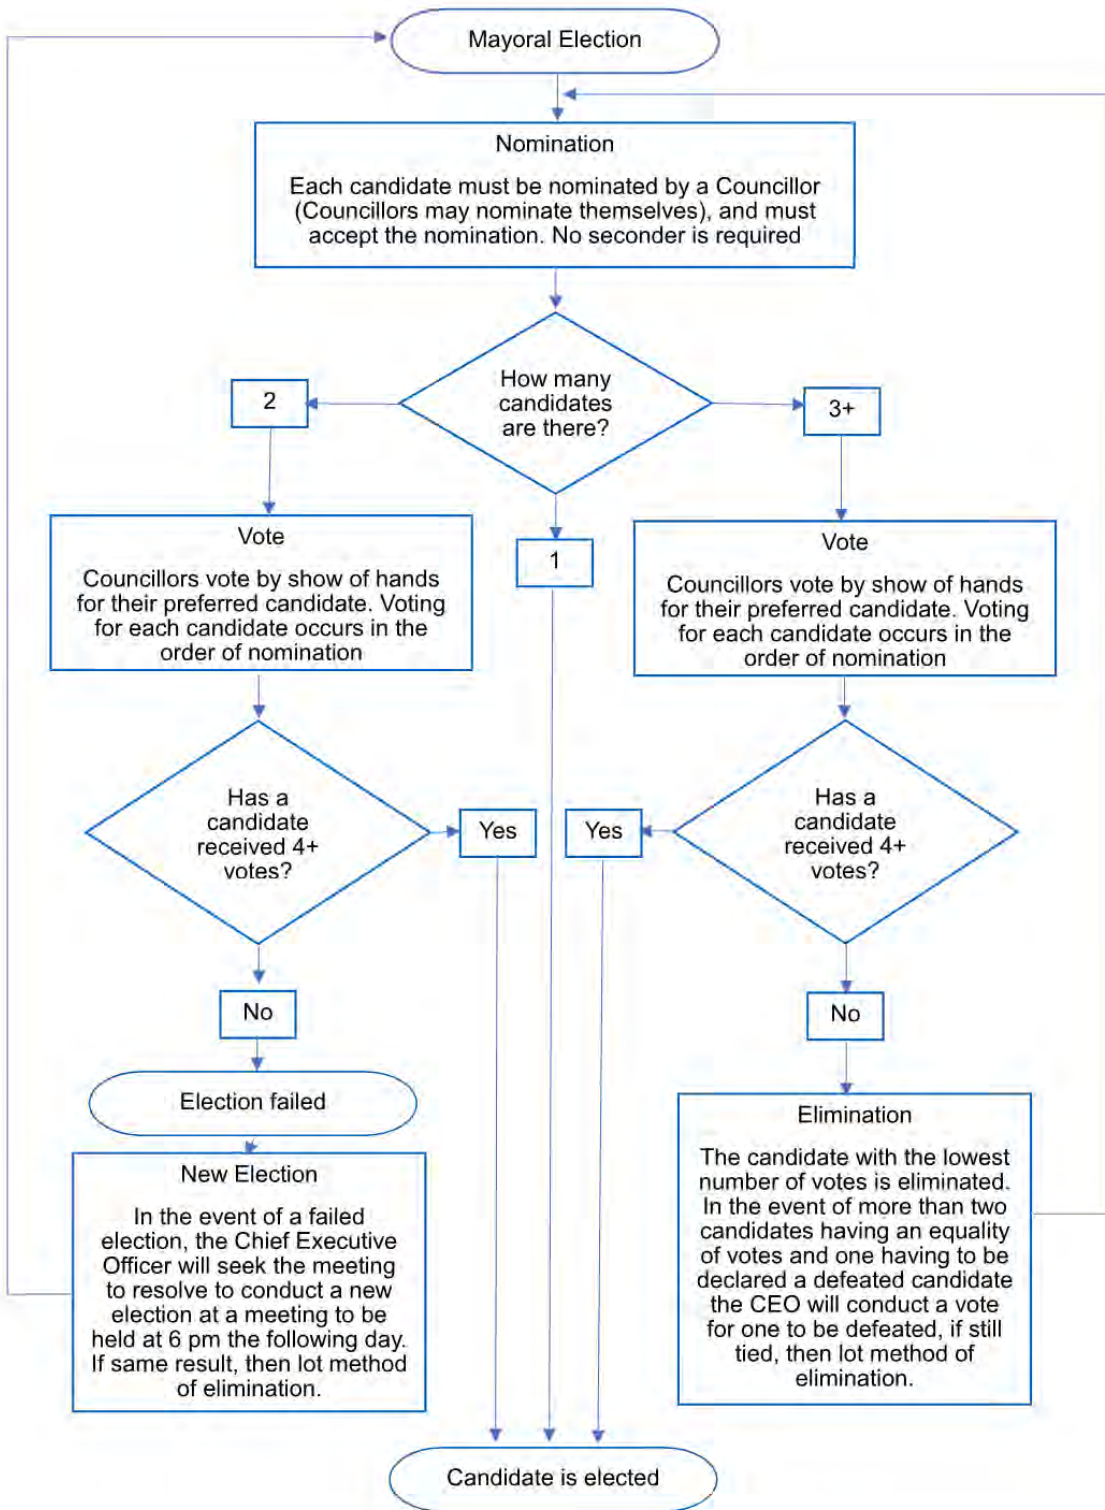 Mayoral Election
Nomination
Each candidate must be nominated by a Councillor
(Councillors may nominate themselves), and must
accept the nomination. No seconder is required
How many
candidates
are there?
2
3+
1
Vote
Councillors vote by show of hands
for their preferred candidate. Voting
for each candidate occurs in the
order of nomination
Vote
Councillors vote by show of hands
for their preferred candidate. Voting
for each candidate occurs in the
order of nomination
Has a
candidate
received 4+
votes?
Yes
Yes
Has a
candidate
received 4+
votes?
No
No
Election failed
New Election
In the event of a failed
election, the Chief Executive
Officer will seek the meeting
to resolve to conduct a new
election at a meeting to be
held at 6 pm the following day.
If same result, then lot method
of elimination.
Elimination
The candidate with the lowest
number of votes is eliminated.
In the event of more than two
candidates having an equality
of votes and one having to be
declared a defeated candidate
the CEO will conduct a vote
for one to be defeated, if still
tied, then lot method of
elimination.
Candidate is elected